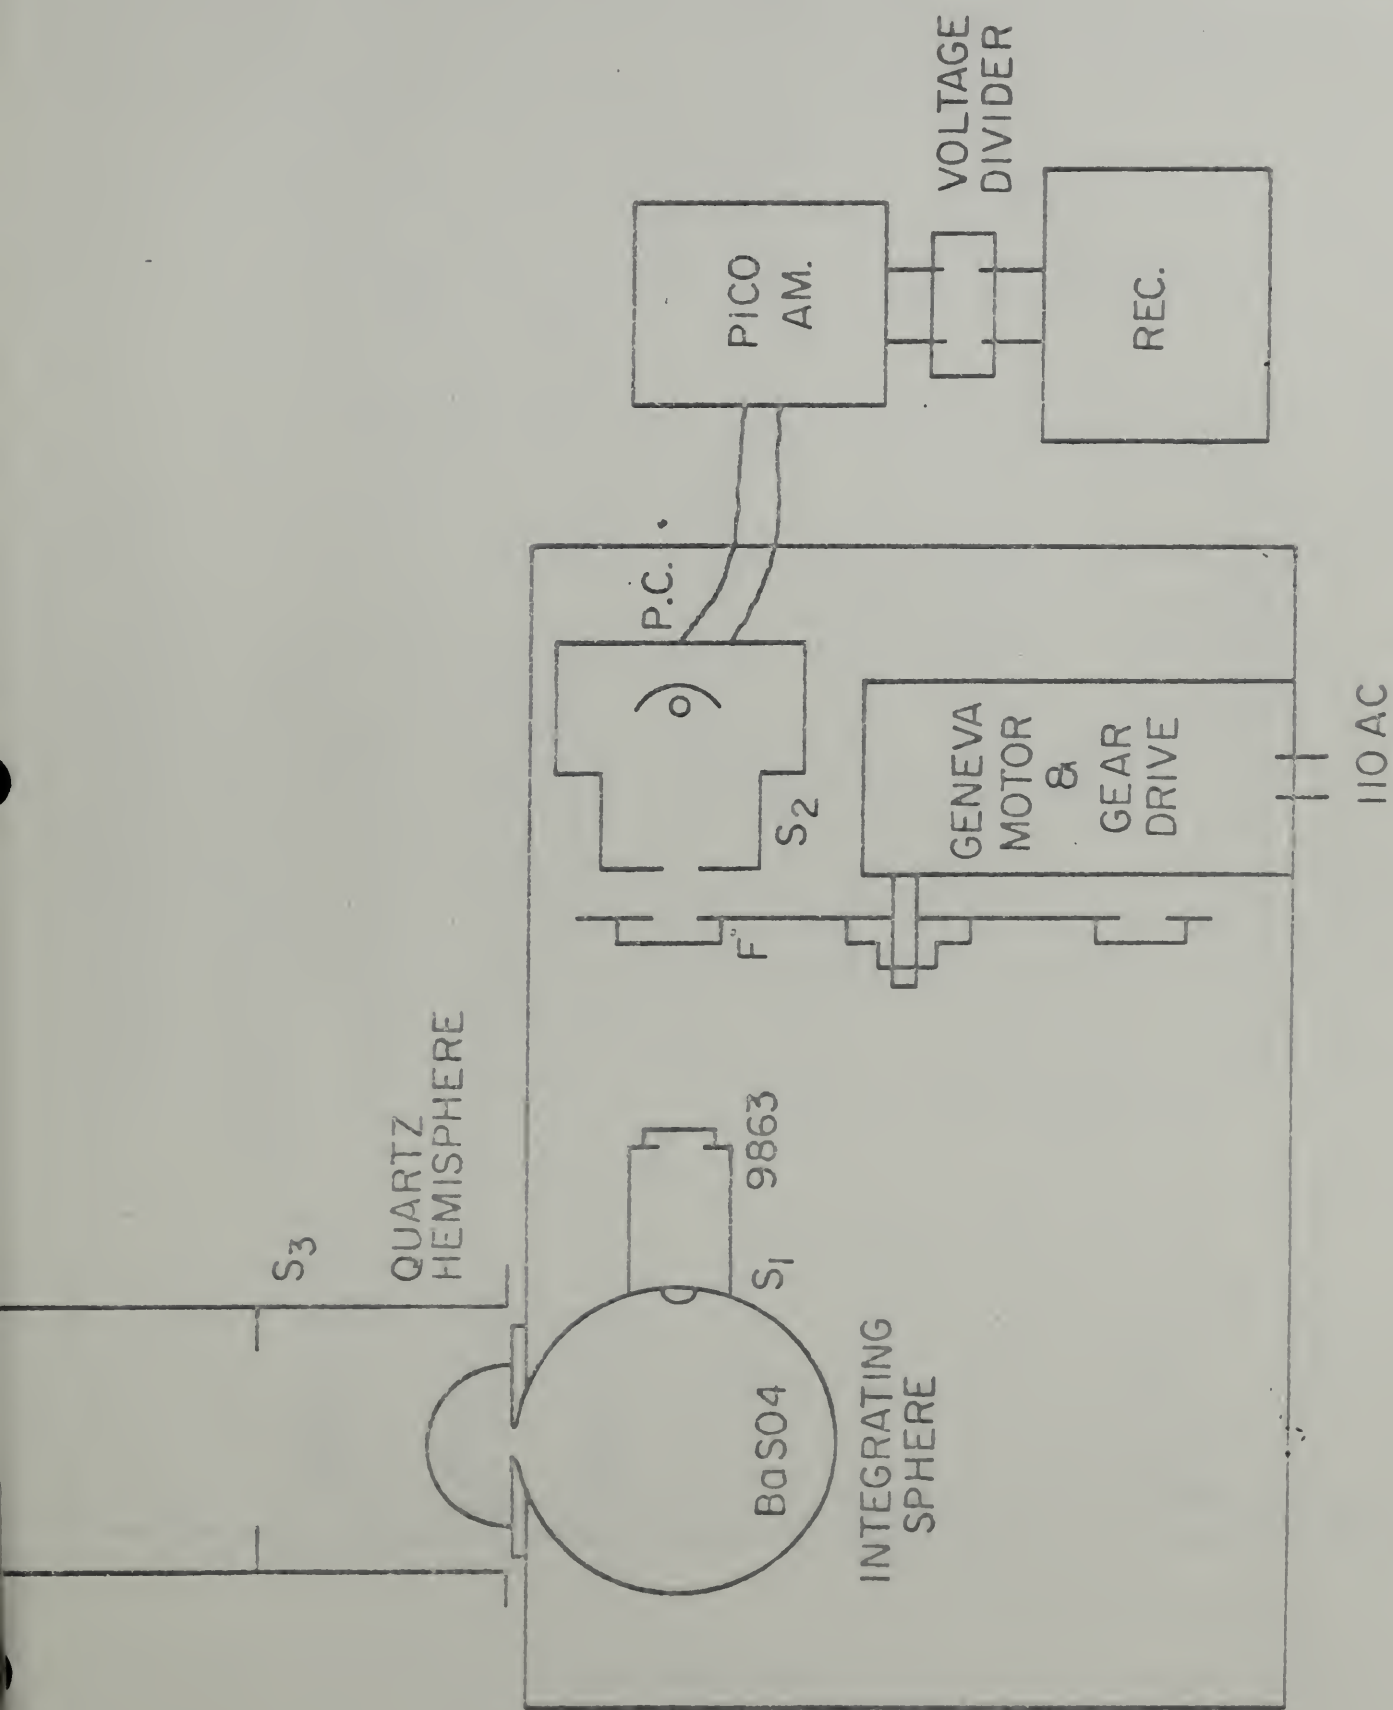 S3
QUARTZ
HEMISPHERE
BaSO4
INTEGRATING
SPHERE
S1
9863
F
S2
P.C.
GENEVA
MOTOR
&
GEAR
DRIVE
110 AC
PICO
AM.
VOLTAGE
DIVIDER
REC.